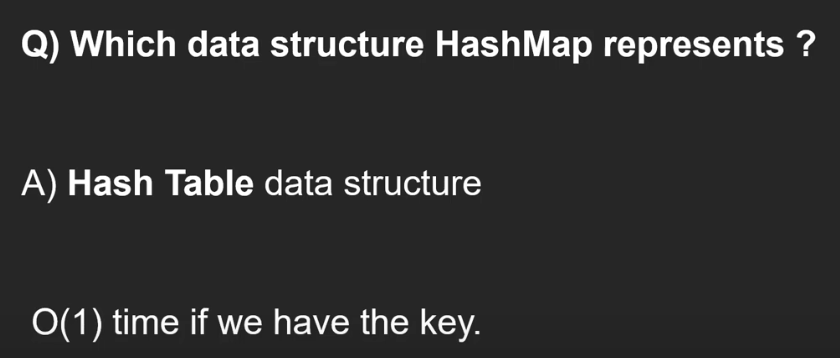 Q) Which data structure HashMap represents ?
A) Hash Table data structure
O(1) time if we have the key.